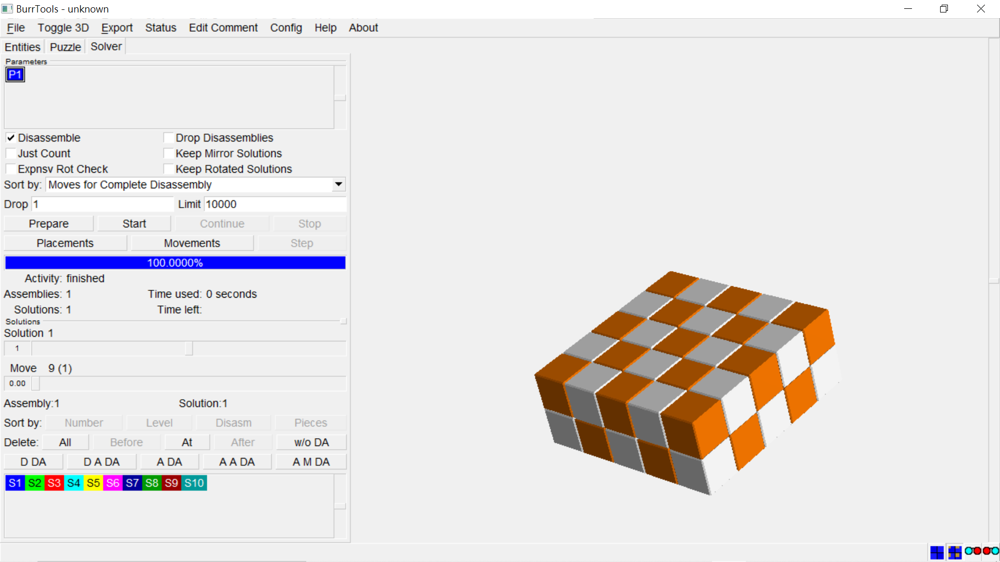 BurrTools - unknown
File Toggle 3D Export Status Edit Comment Config Help About
Entities Puzzle Solver
Parameters
P1
Disassemble Drop Disassemblies
Just Count Keep Mirror Solutions
Expnsv Rot Check Keep Rotated Solutions
Sort by: Moves for Complete Disassembly
Drop 1 Limit 10000
Prepare Start Continue Stop
Placements Movements Step
100.0000%
Activity: finished
Assemblies: 1 Time used: 0 seconds
Solutions: 1 Time left:
Solutions
Solution 1
1
Move 9 (1)
0.00
Assembly:1 Solution:1
Sort by: Number Level Disasm Pieces
Delete: All Before At After w/o DA
D DA D A DA A DA A A DA A M DA
S1 S2 S3 S4 S5 S6 S7 S8 S9 S10